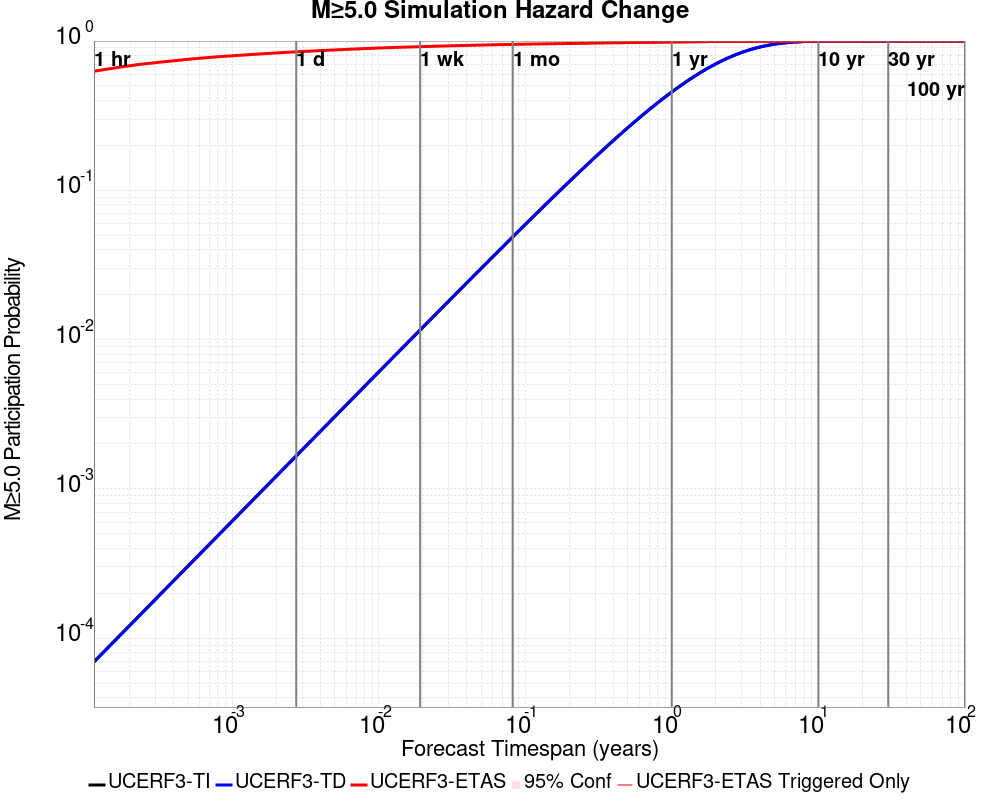 M≥5.0 Simulation Hazard Change
10^0
1 hr
1 d
1 wk
1 mo
1 yr
10 yr
30 yr
100 yr
10^-1
10^-2
10^-3
10^-4
M≥5.0 Participation Probability
10^-3
10^-2
10^-1
10^0
10^1
10^2
Forecast Timespan (years)
UCERF3-TI UCERF3-TD UCERF3-ETAS 95% Conf UCERF3-ETAS Triggered Only